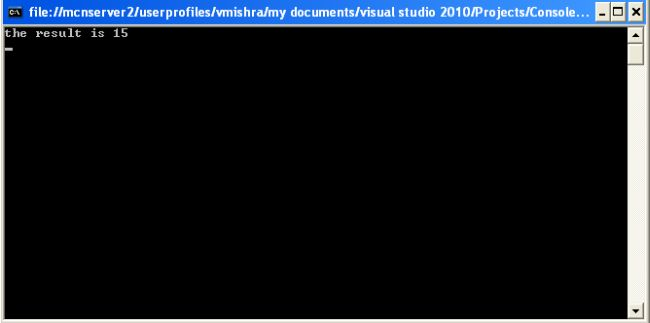 C:\ file://mcnserver2/userprofiles/vmishra/my documents/visual studio 2010/Projects/Console...
the result is 15